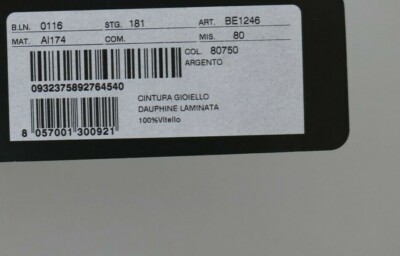 B.LN. 0116 STG. 181 ART. BE1246
MAT. AI174 COM. MIS. 80
COL. 80750
ARGENTO
0932375892764540
CINTURA GIOIELLO
DAUPHINE LAMINATA
100%Vitello
8 057001 300921